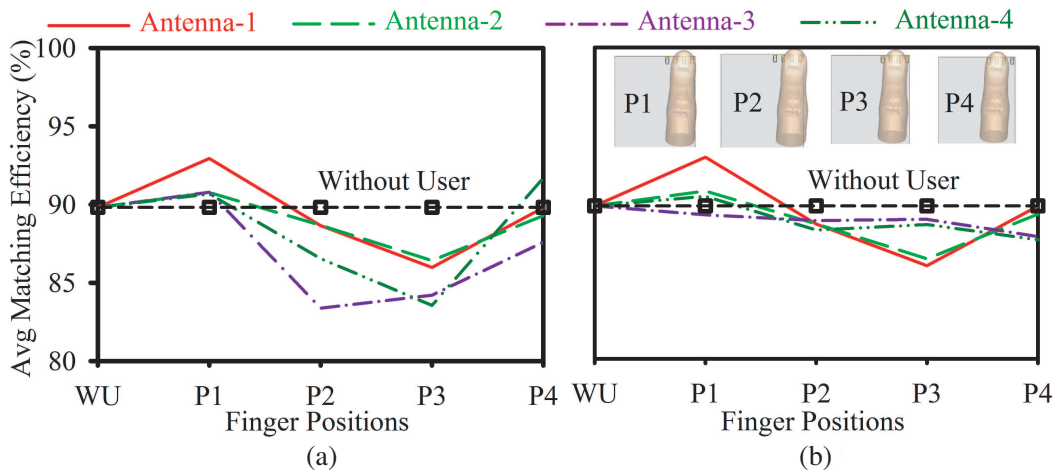 Antenna-1 Antenna-2 Antenna-3 Antenna-4
Avg Matching Efficiency (%)
100
95
90
85
80
Without User
WU P1 P2 P3 P4
Finger Positions
(a)
P1 P2 P3 P4
Without User
WU P1 P2 P3 P4
Finger Positions
(b)